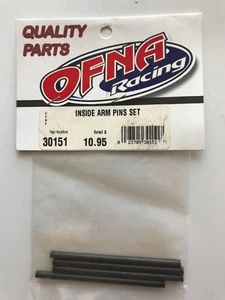 QUALITY
PARTS
OFNA
Racing
INSIDE ARM PINS SET
Part Number
Retail $
30151
10.95